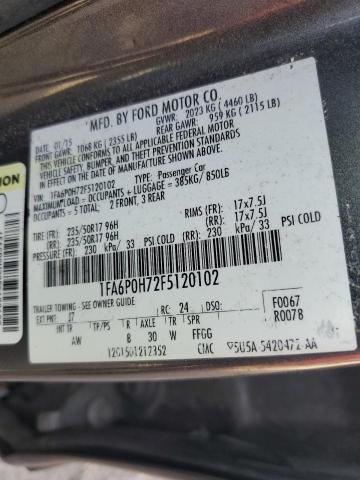 MFD. BY FORD MOTOR CO.
DATE: 01/15 GVWR: 2023 KG (4460 LB)
FRONT GAWR: 1068 KG (2355 LB) REAR GAWR: 959 KG (2115 LB)
THIS VEHICLE CONFORMS TO ALL APPLICABLE FEDERAL MOTOR VEHICLE
SAFETY, BUMPER, AND THEFT PREVENTION STANDARDS IN EFFECT ON THE DATE OF MANUFACTURE SHOWN ABOVE.
VIN: 1FA6P0H72F5120102 TYPE: Passenger Car
MAXIMUM LOAD = OCCUPANTS + LUGGAGE = 385KG/850LB
OCCUPANTS = 5 TOTAL, 2 FRONT, 3 REAR
TIRE (FR) 235/50R17 96H RIMS (FR) 17x7.5J
(RR) 235/50R17 96H (RR) 17x7.5J
PRESSURE (FR) 230 KPA/33 PSI COLD (RR) 230 KPA/33 PSI COLD
1FA6P0H72F5120102
TRAILER TOWING - SEE OWNER GUIDE
EXT PNT: J7 RC: 24 DSO: F0067
INT TR TP/PS R AXLE TR SPR R0078
AW B 30 W FFGG
5U5A 5420472 AA
ION